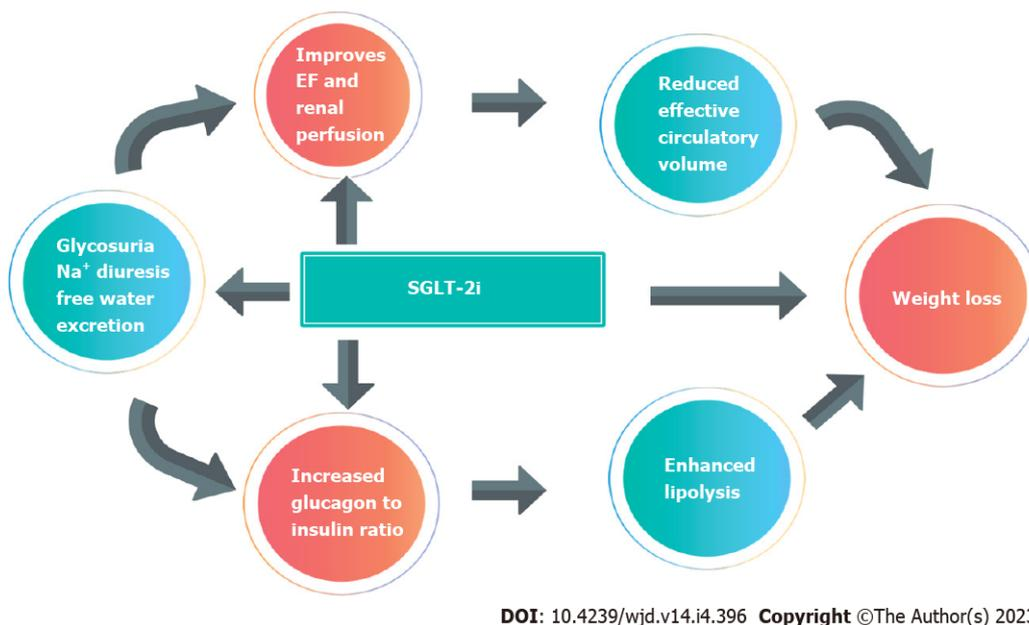 Improves
EF and
renal
perfusion
Reduced
effective
circulatory
volume
Glycosuria
Na⁺ diuresis
free water
excretion
SGLT-2i
Weight loss
Increased
glucagon to
insulin ratio
Enhanced
lipolysis
DOI: 10.4239/wjd.v14.i4.396 Copyright ©The Author(s) 2023